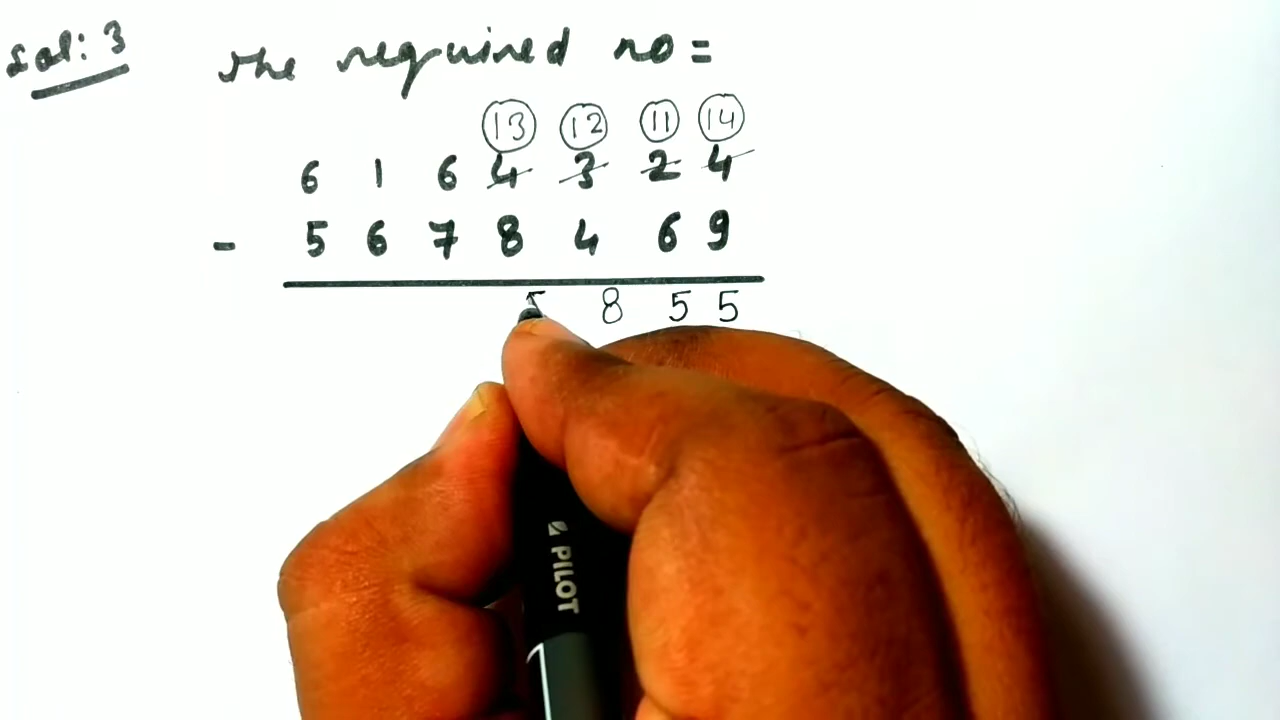 Sol: 3
The required no =
13 12 11 14
6 1 6 4 3 2 4
- 5 6 7 8 4 6 9
5 8 5 5
PILOT